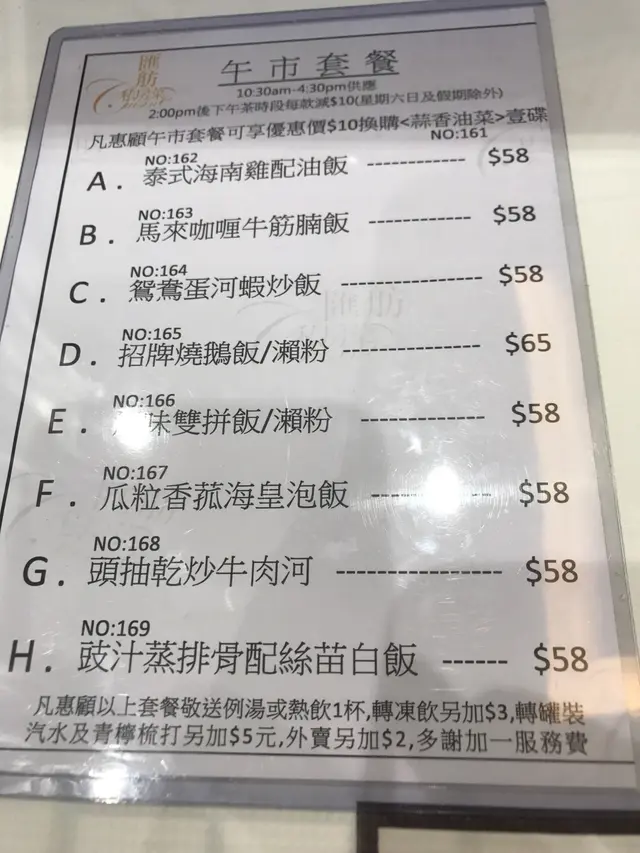 匯舫
私房菜
午市套餐
10:30am-4:30pm供應
2:00pm後下午茶時段每款減$10(星期六日及假期除外)
凡惠顧午市套餐可享優惠價$10換購<蒜香油菜>壹碟
NO:161
NO:162
A. 泰式海南雞配油飯 ------------ $58
NO:163
B. 馬來咖喱牛筋腩飯 ------------ $58
NO:164
C. 鴛鴦蛋河蝦炒飯 ---------------- $58
NO:165
D. 招牌燒鵝飯/瀨粉 --------------- $65
NO:166
E. 味雙拼飯/瀨粉 -------------- $58
NO:167
F. 瓜粒香菰海皇泡飯 ------------ $58
NO:168
G. 頭抽乾炒牛肉河 ---------------- $58
NO:169
H. 豉汁蒸排骨配絲苗白飯 ------ $58
凡惠顧以上套餐敬送例湯或熱飲1杯,轉凍飲另加$3,轉罐裝
汽水及青檸梳打另加$5元,外賣另加$2,多謝加一服務費